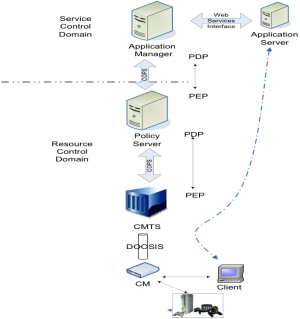 Service
Control
Domain
Web
Services
Interface
Application
Manager
Application
Server
PDP
COPS
PEP
Policy
Server
PDP
Resource
Control
Domain
COPS
PEP
CMTS
DOCSIS
CM
Client